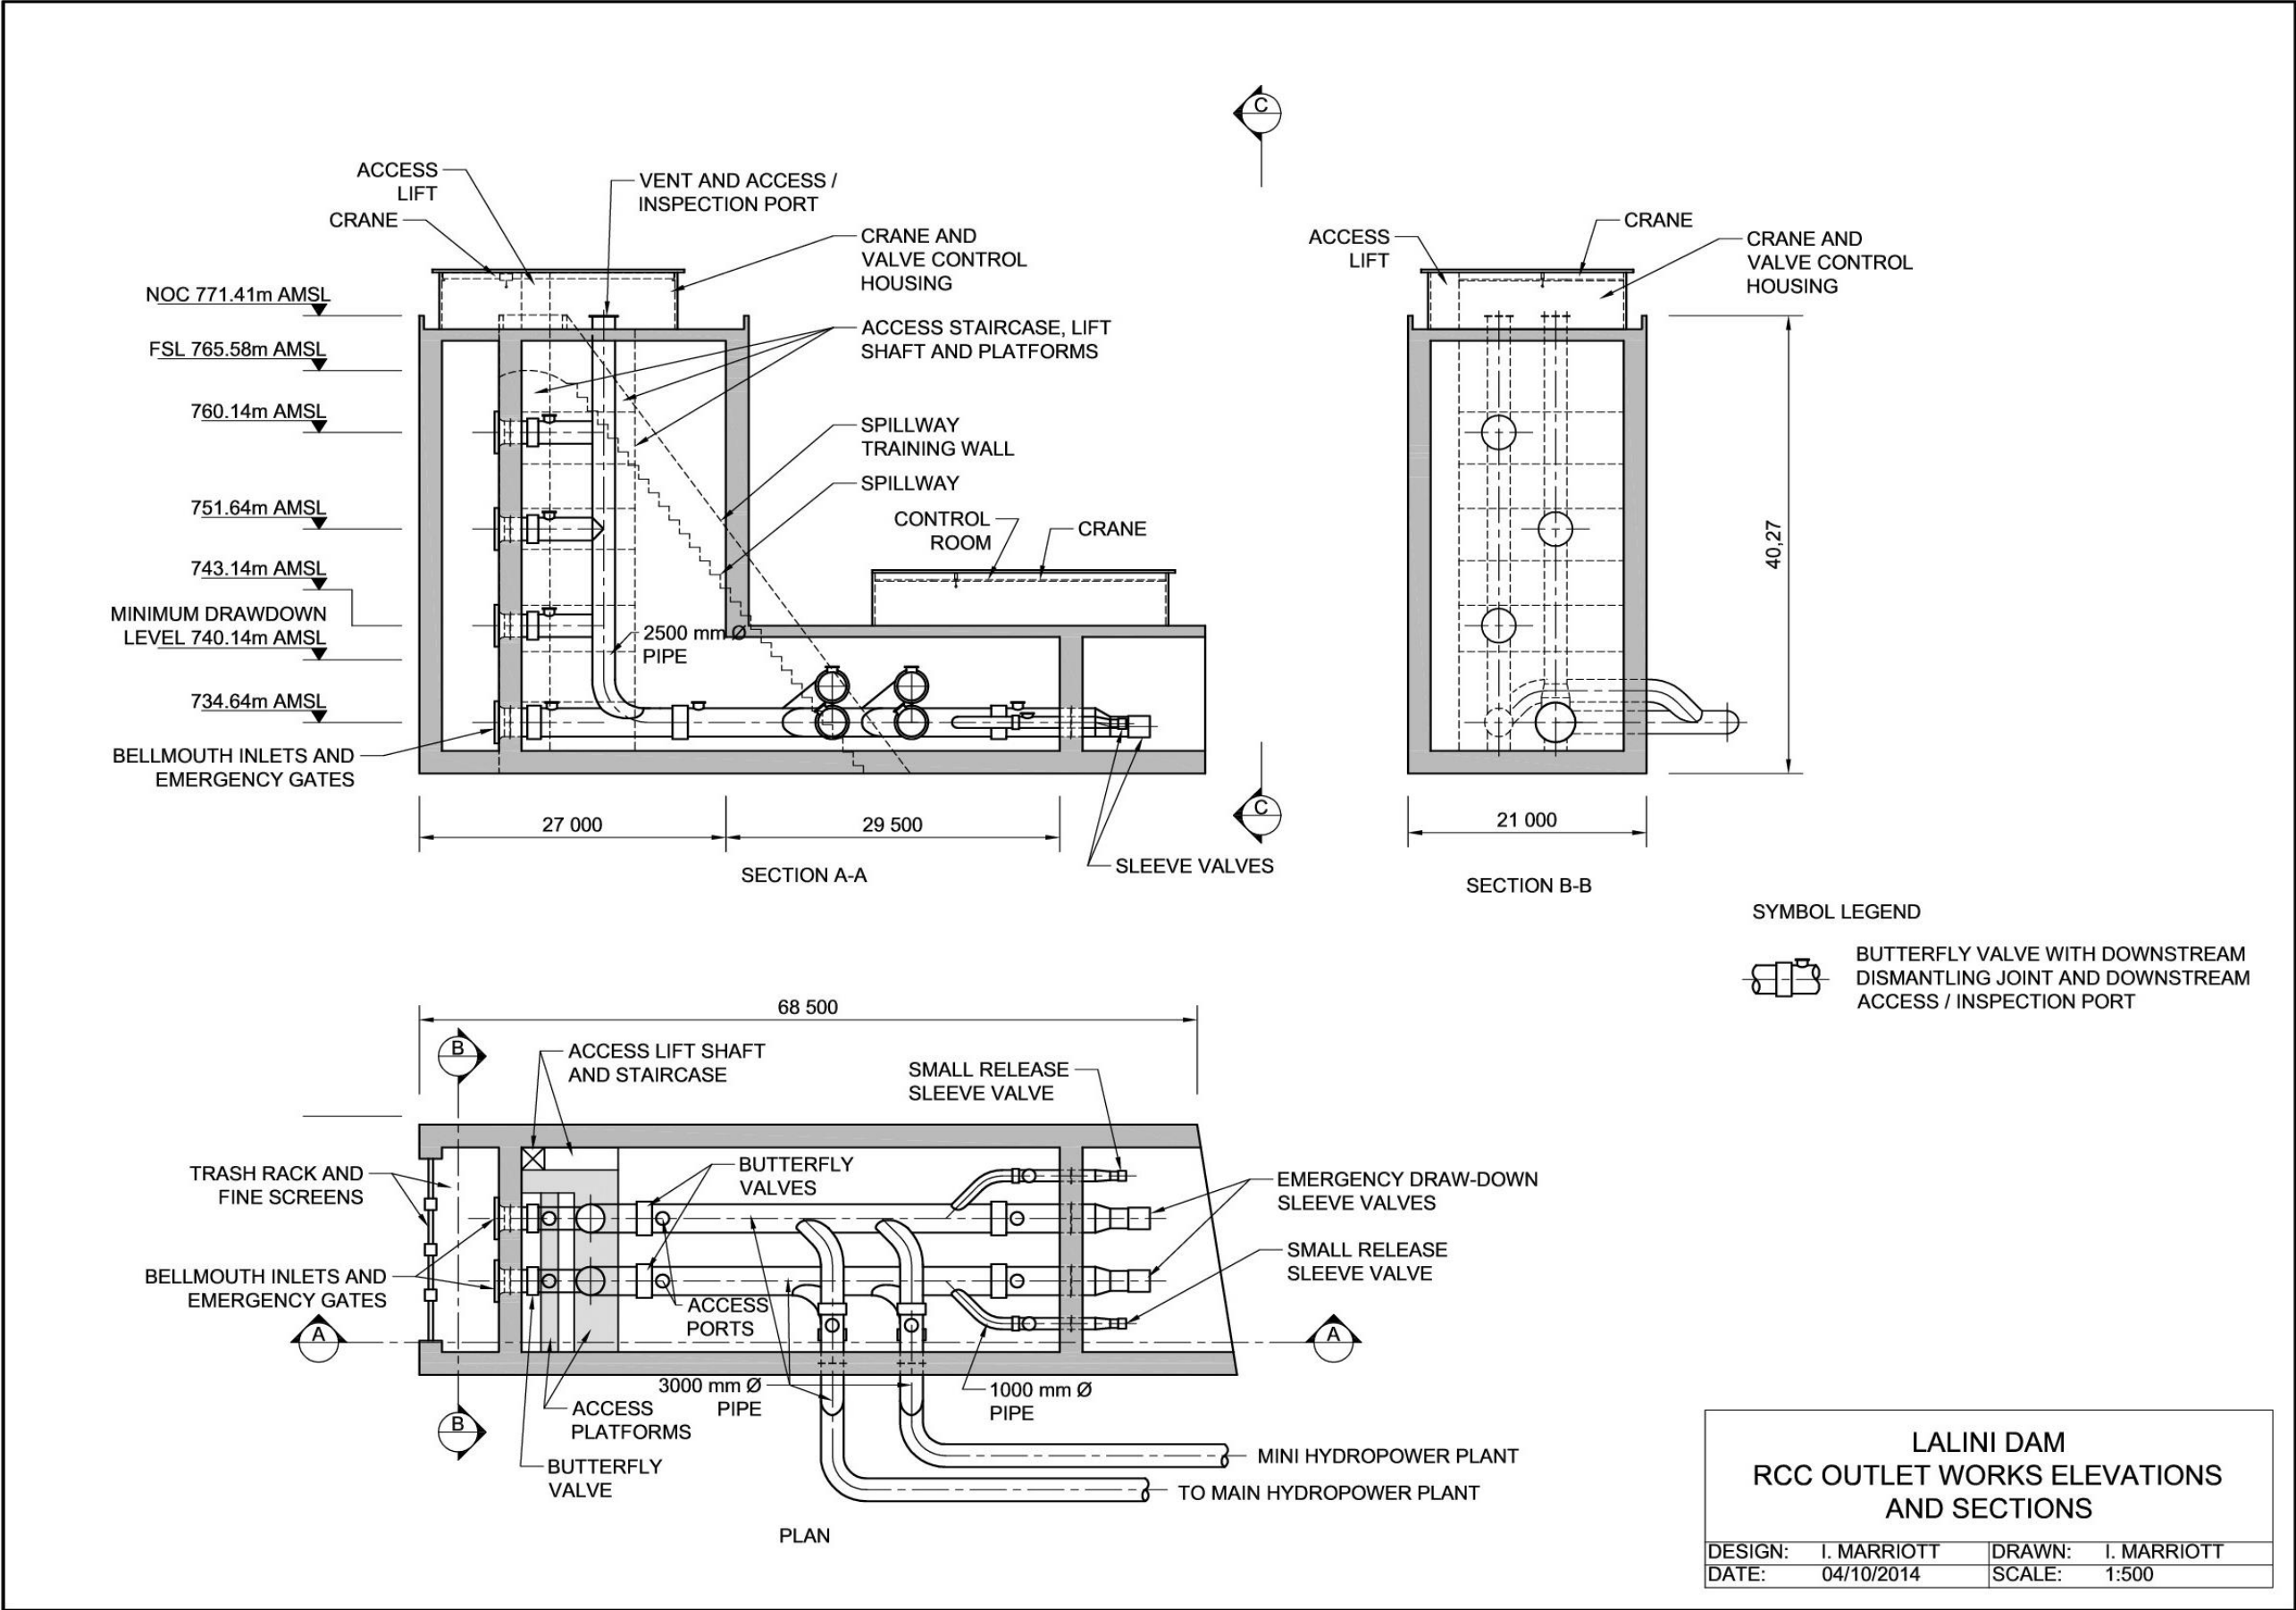 C
ACCESS
LIFT
CRANE
VENT AND ACCESS /
INSPECTION PORT
CRANE AND
VALVE CONTROL
HOUSING
NOC 771.41m AMSL
FSL 765.58m AMSL
ACCESS STAIRCASE, LIFT
SHAFT AND PLATFORMS
760.14m AMSL
SPILLWAY
TRAINING WALL
SPILLWAY
751.64m AMSL
CONTROL
ROOM
CRANE
743.14m AMSL
MINIMUM DRAWDOWN
LEVEL 740.14m AMSL
2500 mm Ø
PIPE
734.64m AMSL
BELLMOUTH INLETS AND
EMERGENCY GATES
27 000
29 500
C
SLEEVE VALVES
SECTION A-A
ACCESS
LIFT
CRANE
CRANE AND
VALVE CONTROL
HOUSING
40,27
21 000
SECTION B-B
SYMBOL LEGEND
BUTTERFLY VALVE WITH DOWNSTREAM
DISMANTLING JOINT AND DOWNSTREAM
ACCESS / INSPECTION PORT
68 500
B
ACCESS LIFT SHAFT
AND STAIRCASE
SMALL RELEASE
SLEEVE VALVE
TRASH RACK AND
FINE SCREENS
BUTTERFLY
VALVES
EMERGENCY DRAW-DOWN
SLEEVE VALVES
SMALL RELEASE
SLEEVE VALVE
BELLMOUTH INLETS AND
EMERGENCY GATES
ACCESS
PORTS
A
A
3000 mm Ø
PIPE
1000 mm Ø
PIPE
B
ACCESS
PLATFORMS
BUTTERFLY
VALVE
MINI HYDROPOWER PLANT
TO MAIN HYDROPOWER PLANT
PLAN
LALINI DAM
RCC OUTLET WORKS ELEVATIONS
AND SECTIONS
DESIGN: I. MARRIOTT DRAWN: I. MARRIOTT
DATE: 04/10/2014 SCALE: 1:500